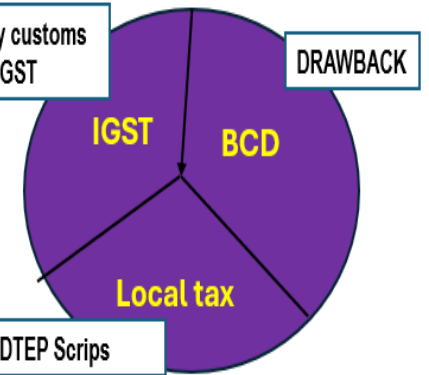 y customs
GST
DRAWBACK
IGST
BCD
Local tax
DTEP Scrips